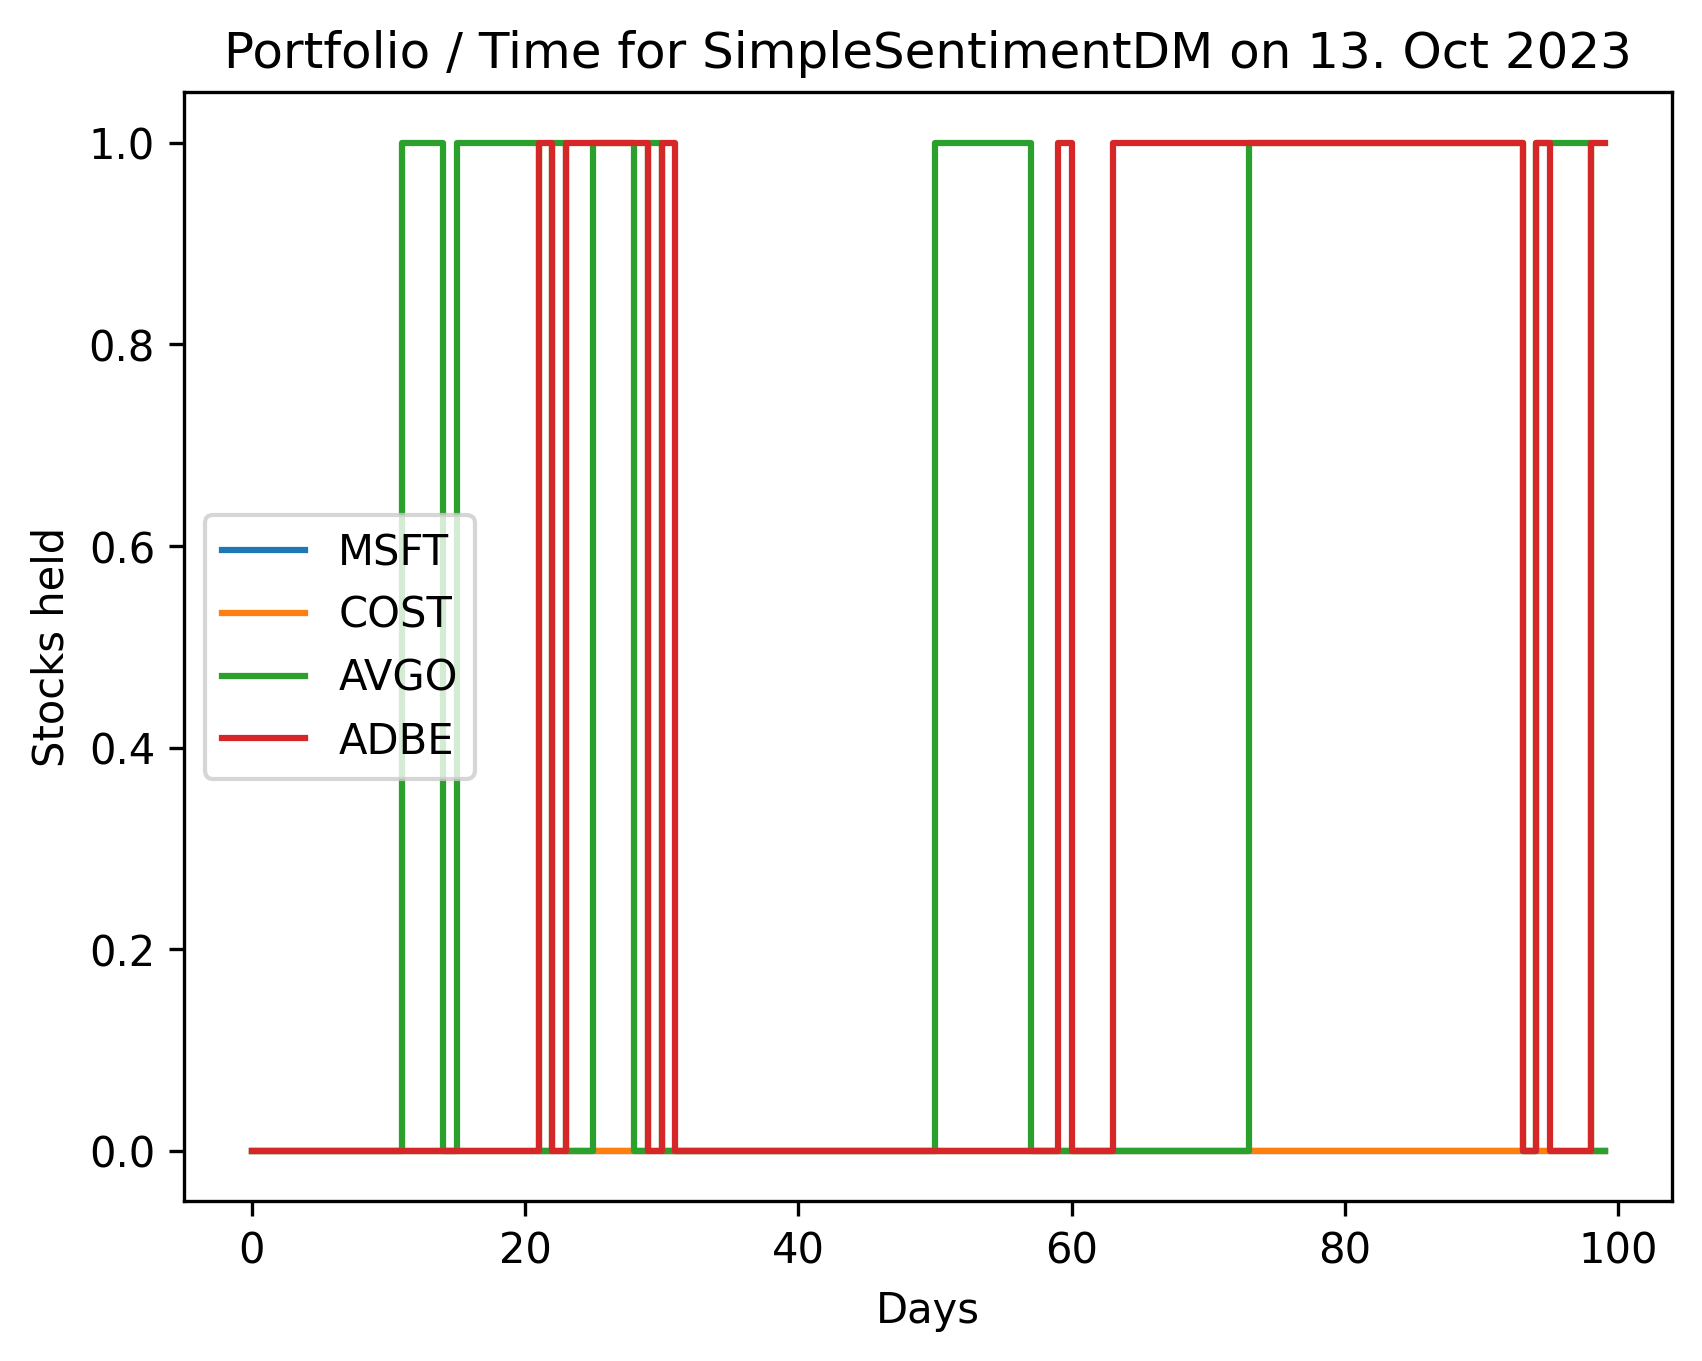 Portfolio / Time for SimpleSentimentDM on 13. Oct 2023
1.0
0.8
0.6
0.4
0.2
0.0
Stocks held
MSFT
COST
AVGO
ADBE
0 20 40 60 80 100
Days